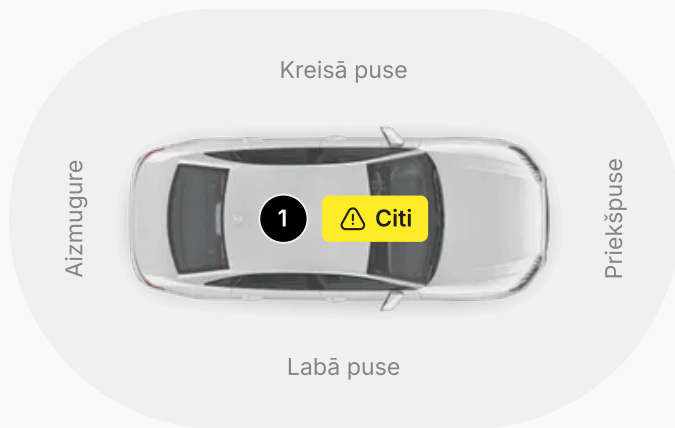 Kreisā puse
Aizmugure
1
Citi
Priekšpuse
Labā puse